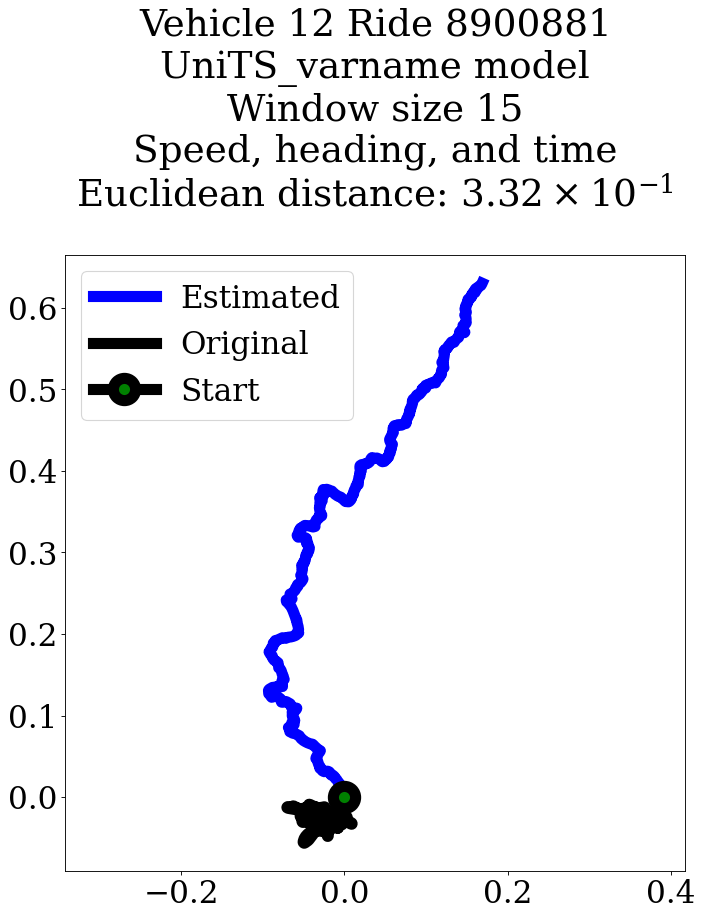 Vehicle 12 Ride 8900881
UniTS_varname model
Window size 15
Speed, heading, and time
Euclidean distance: 3.32 × 10⁻¹
Estimated
Original
Start
0.6
0.5
0.4
0.3
0.2
0.1
0.0
−0.2 0.0 0.2 0.4